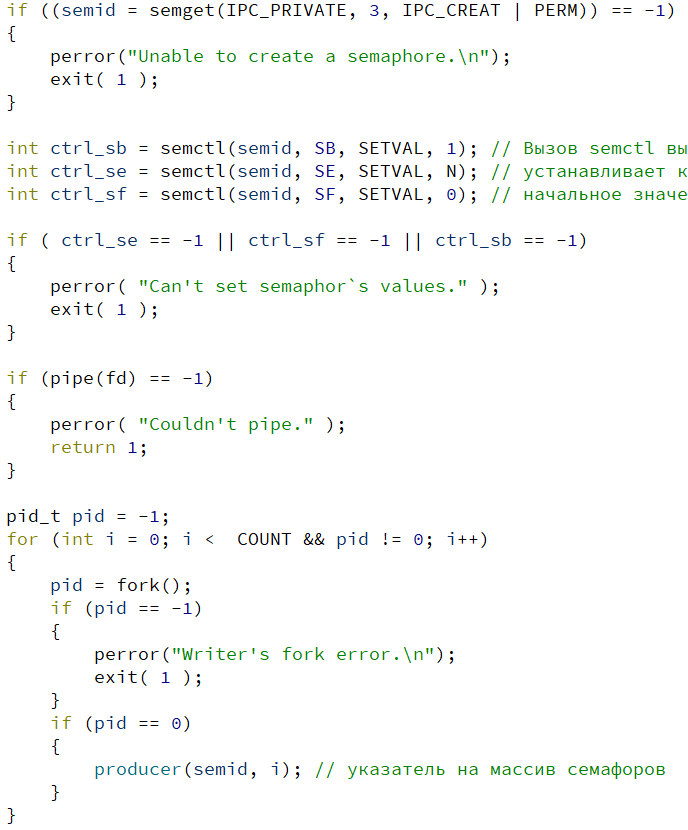 if ((semid = semget(IPC_PRIVATE, 3, IPC_CREAT | PERM)) == -1)
{
    perror("Unable to create a semaphore.\n");
    exit( 1 );
}

int ctrl_sb = semctl(semid, SB, SETVAL, 1); // Вызов semctl вы
int ctrl_se = semctl(semid, SE, SETVAL, N); // устанавливает к
int ctrl_sf = semctl(semid, SF, SETVAL, 0); // начальное значе

if ( ctrl_se == -1 || ctrl_sf == -1 || ctrl_sb == -1)
{
    perror( "Can't set semaphor`s values." );
    exit( 1 );
}

if (pipe(fd) == -1)
{
    perror( "Couldn't pipe." );
    return 1;
}

pid_t pid = -1;
for (int i = 0; i <  COUNT && pid != 0; i++)
{
    pid = fork();
    if (pid == -1)
    {
        perror("Writer's fork error.\n");
        exit( 1 );
    }
    if (pid == 0)
    {
        producer(semid, i); // указатель на массив семафоров
    }
}